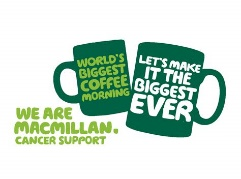 WORLD'S
BIGGEST
COFFEE
MORNING
LET'S MAKE
IT THE
BIGGEST
EVER
WE ARE
MACMILLAN.
CANCER SUPPORT